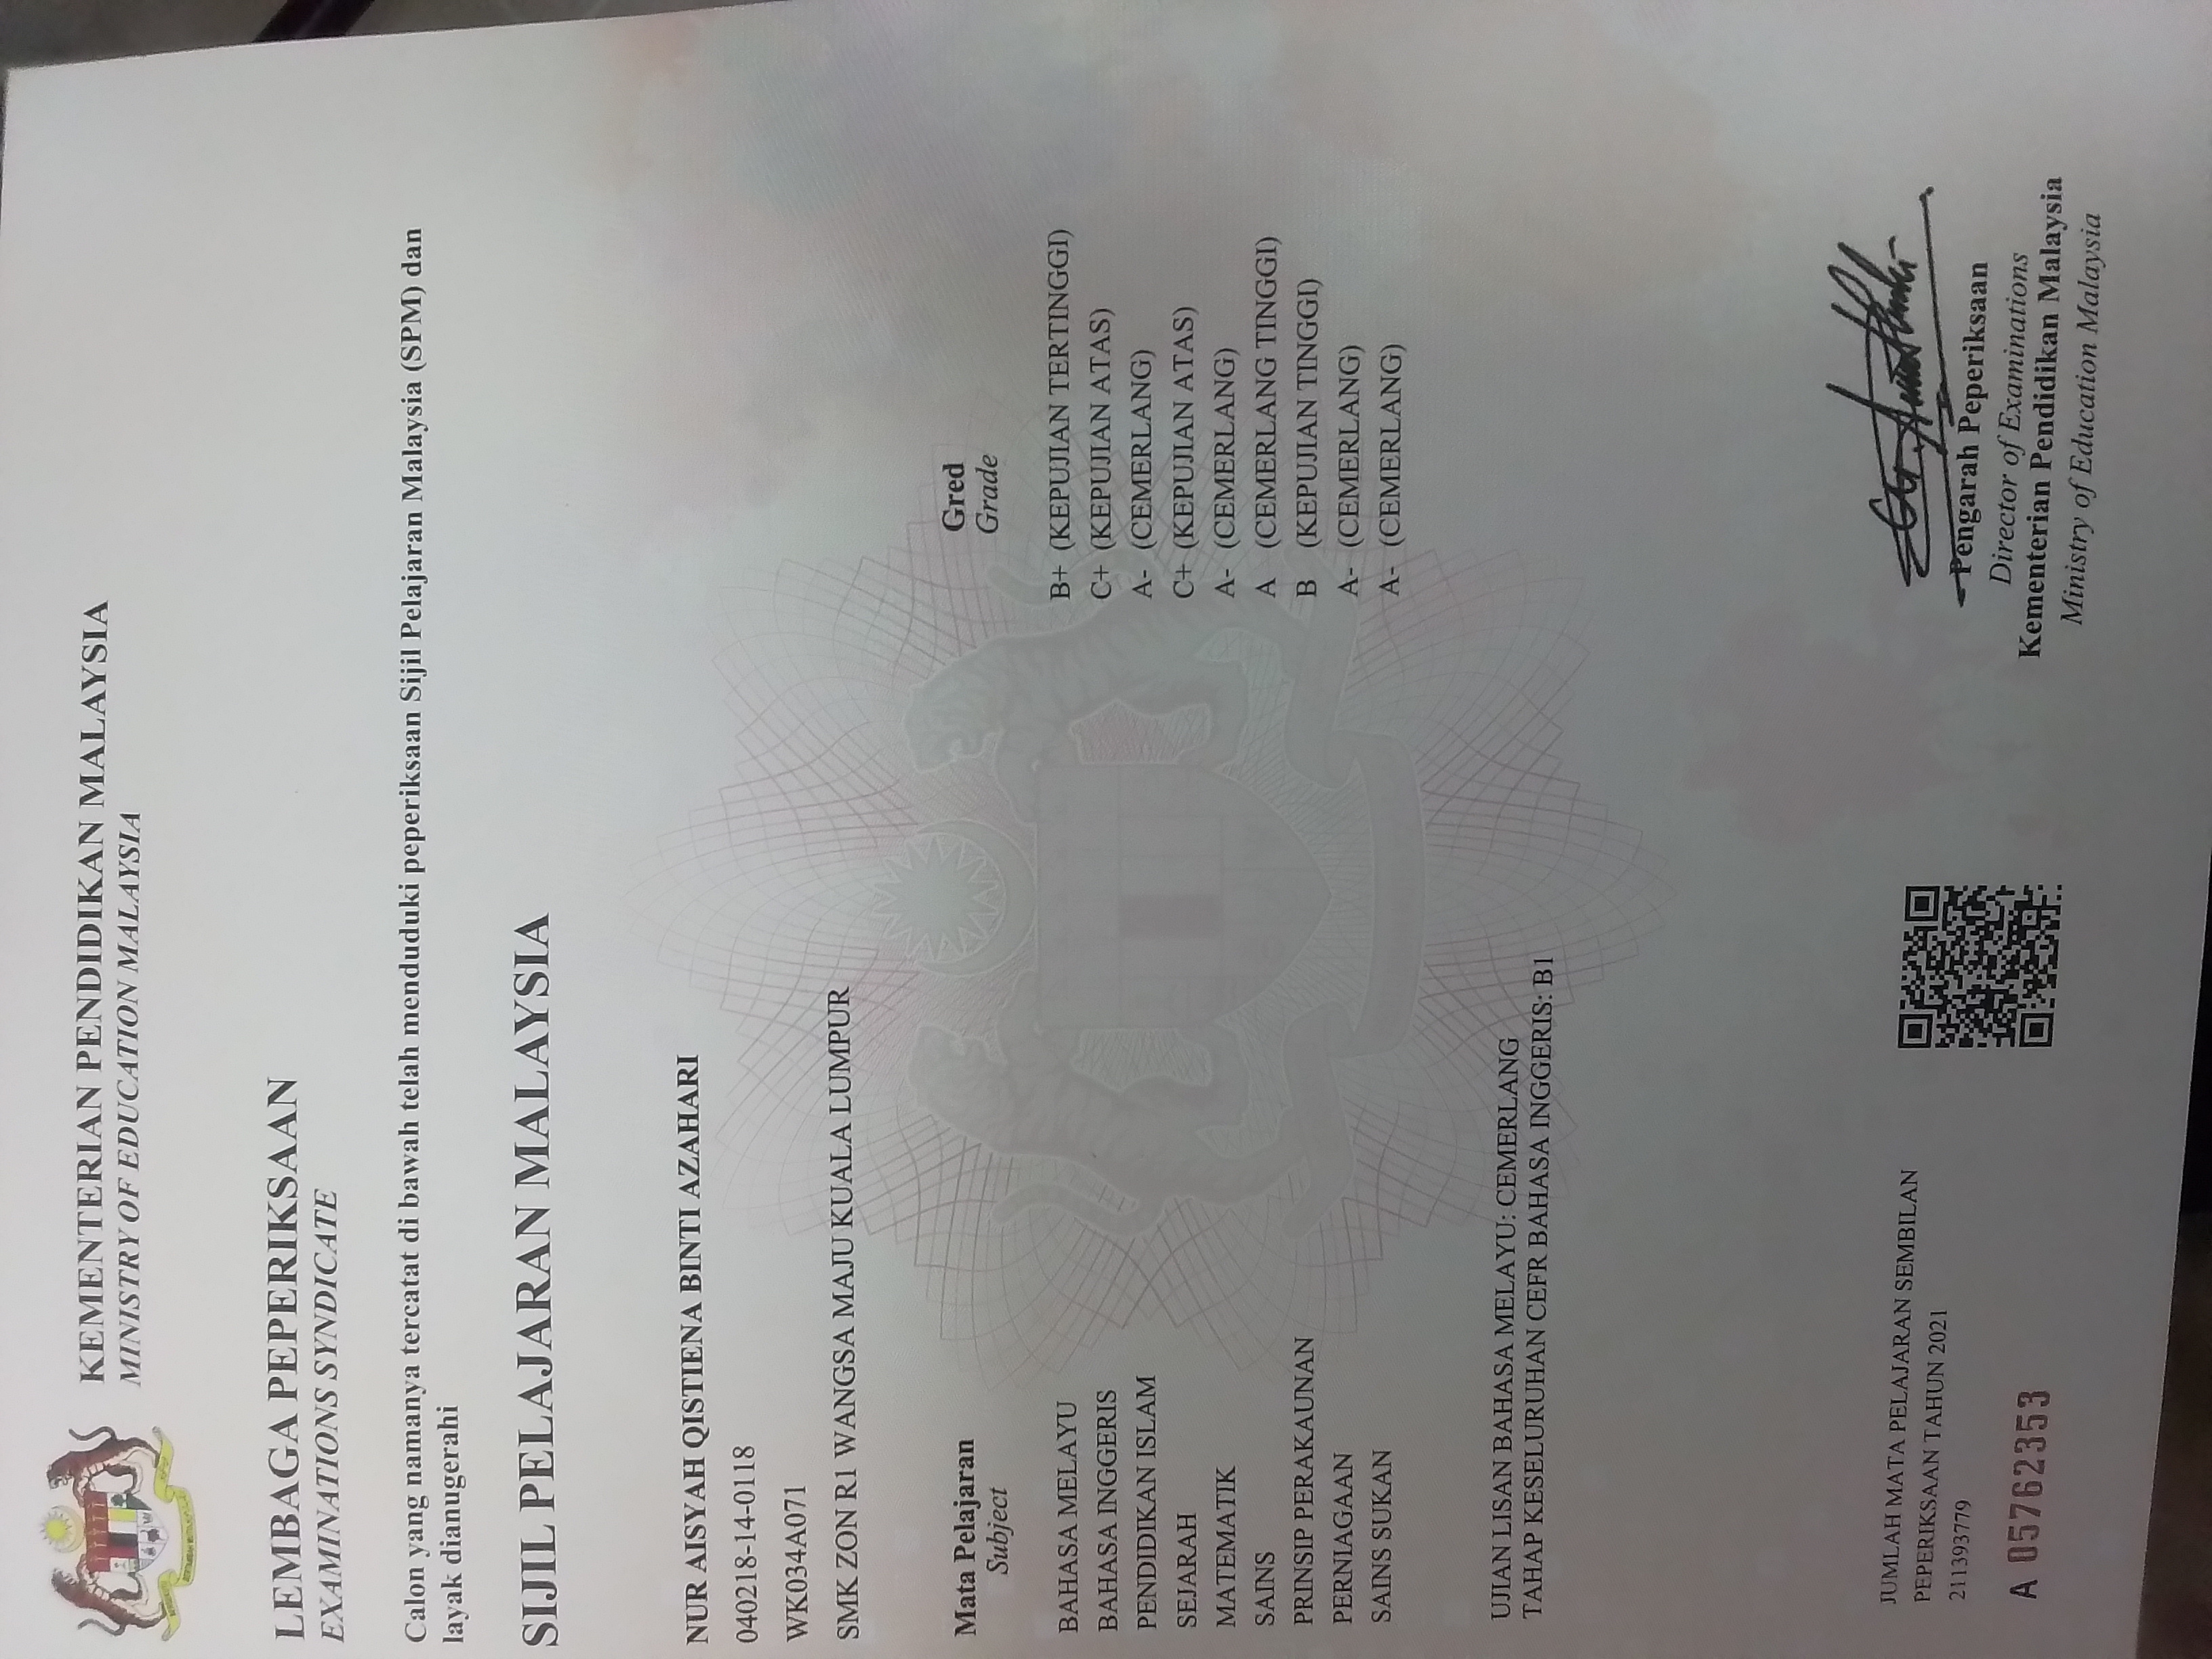 KEMENTERIAN PENDIDIKAN MALAYSIA
MINISTRY OF EDUCATION MALAYSIA
LEMBAGA PEPERIKSAAN
EXAMINATIONS SYNDICATE
Calon yang namanya tercatat di bawah telah menduduki peperiksaan Sijil Pelajaran Malaysia (SPM) dan
layak dianugerahi
SIJIL PELAJARAN MALAYSIA
NUR AISYAH QISTIENA BINTI AZAHARI
040218-14-0118
WK034A071
SMK ZON R1 WANGSA MAJU KUALA LUMPUR
Mata Pelajaran Gred
Subject Grade
BAHASA MELAYU B+ (KEPUJIAN TERTINGGI)
BAHASA INGGERIS C+ (KEPUJIAN ATAS)
PENDIDIKAN ISLAM A- (CEMERLANG)
SEJARAH C+ (KEPUJIAN ATAS)
MATEMATIK A- (CEMERLANG)
SAINS A (CEMERLANG TINGGI)
PRINSIP PERAKAUNAN B (KEPUJIAN TINGGI)
PERNIAGAAN A- (CEMERLANG)
SAINS SUKAN A- (CEMERLANG)
UJIAN LISAN BAHASA MELAYU: CEMERLANG
TAHAP KESELURUHAN CEFR BAHASA INGGERIS: B1
JUMLAH MATA PELAJARAN SEMBILAN
PEPERIKSAAN TAHUN 2021
211393779
A 05762353
Pengarah Peperiksaan
Director of Examinations
Kementerian Pendidikan Malaysia
Ministry of Education Malaysia